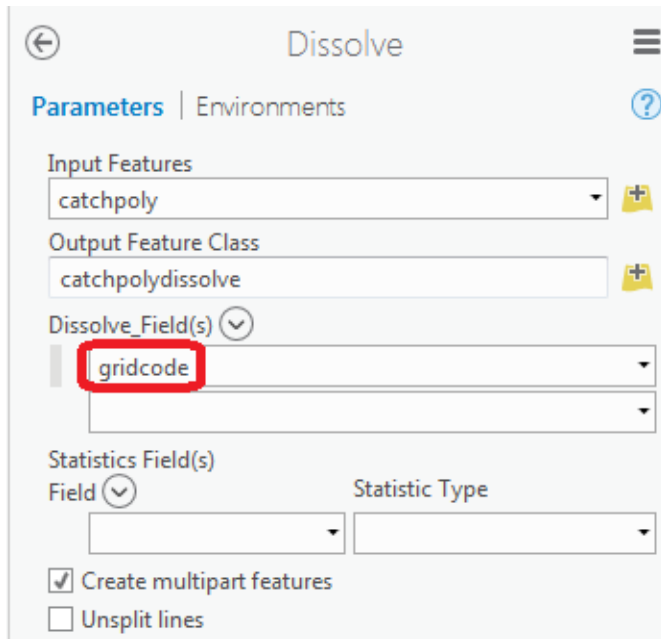 Dissolve
Parameters | Environments
?
Input Features
catchpoly
Output Feature Class
catchpolydissolve
Dissolve_Field(s)
gridcode
Statistics Field(s)
Field Statistic Type
Create multipart features
Unsplit lines